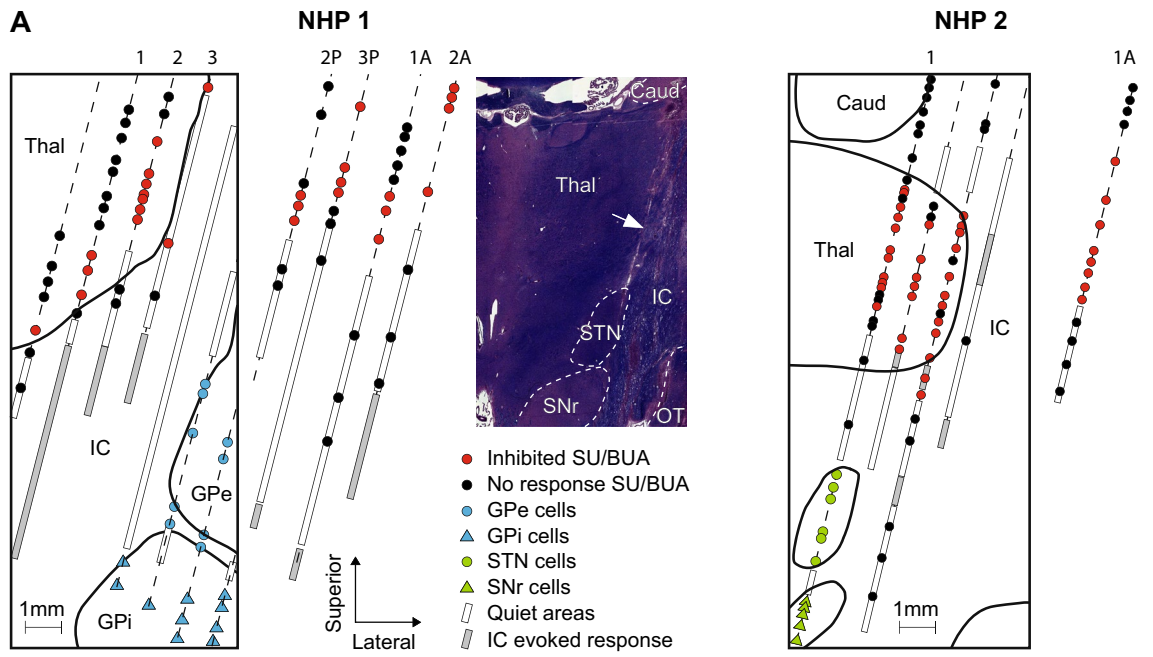 A
NHP 1
NHP 2
1 2 3
2P 3P 1A 2A
1
1A
Thal
IC
GPe
GPi
1mm
Caud
Thal
IC
STN
SNr
OT
Caud
Thal
IC
1mm
Inhibited SU/BUA
No response SU/BUA
GPe cells
GPi cells
STN cells
SNr cells
Quiet areas
IC evoked response
Superior
Lateral